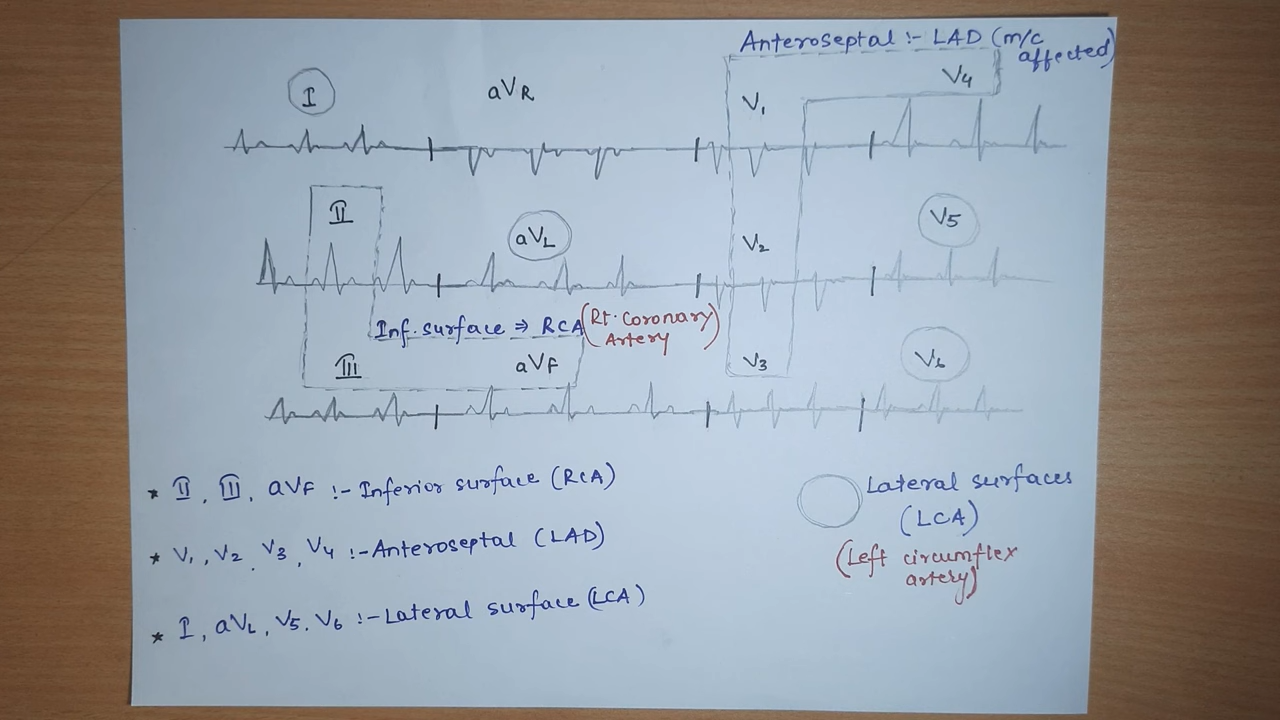 Anteroseptal :- LAD (m/c
affected)
I
aVR
V1
V4
II
aVL
V2
V5
Inf. surface ⇒ RCA (Rt. Coronary
Artery)
III
aVF
V3
V6
* II, III, aVF :- Inferior surface (RCA)
* V1, V2, V3, V4 :- Anteroseptal (LAD)
* I, aVL, V5, V6 :- Lateral surface (LCA)
Lateral surfaces
(LCA)
(Left circumflex
artery)